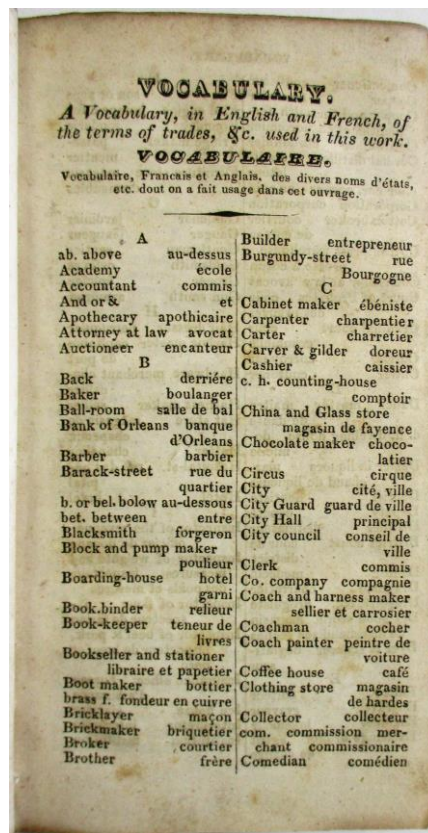 VOCABULARY.
A Vocabulary, in English and French, of
the terms of trades, &c. used in this work.
VOCABULAIRE.
Vocabulaire, Francais et Anglais. des divers noms d'états,
etc. dout on a fait usage dans cet ouvrage.
A
ab. above au-dessus
Academy école
Accountant commis
And or & et
Apothecary apothicaire
Attorney at law avocat
Auctioneer encanteur
B
Back derriére
Baker boulanger
Ball-room salle de bal
Bank of Orleans banque
d'Orleans
Barber barbier
Barack-street rue du
quartier
b. or bel. bolow au-dessous
bet. between entre
Blacksmith forgeron
Block and pump maker
poulieur
Boarding-house hotel
garni
Book.binder relieur
Book-keeper teneur de
livres
Bookseller and stationer
libraire et papetier
Boot maker bottier
brass f. fondeur en cuivre
Bricklayer maçon
Brickmaker briquetier
Broker courtier
Brother frère
Builder entrepreneur
Burgundy-street rue
Bourgogne
C
Cabinet maker ébéniste
Carpenter charpentier
Carter charretier
Carver & gilder doreur
Cashier caissier
c. h. counting-house
comptoir
China and Glass store
magasin de fayence
Chocolate maker choco-
latier
Circus cirque
City cité, ville
City Guard guard de ville
City Hall principal
City council conseil de
ville
Clerk commis
Co. company compagnie
Coach and harness maker
sellier et carrosier
Coachman cocher
Coach painter peintre de
voiture
Coffee house café
Clothing store magasin
de hardes
Collector collecteur
com. commission mer-
chant commissionaire
Comedian comédien